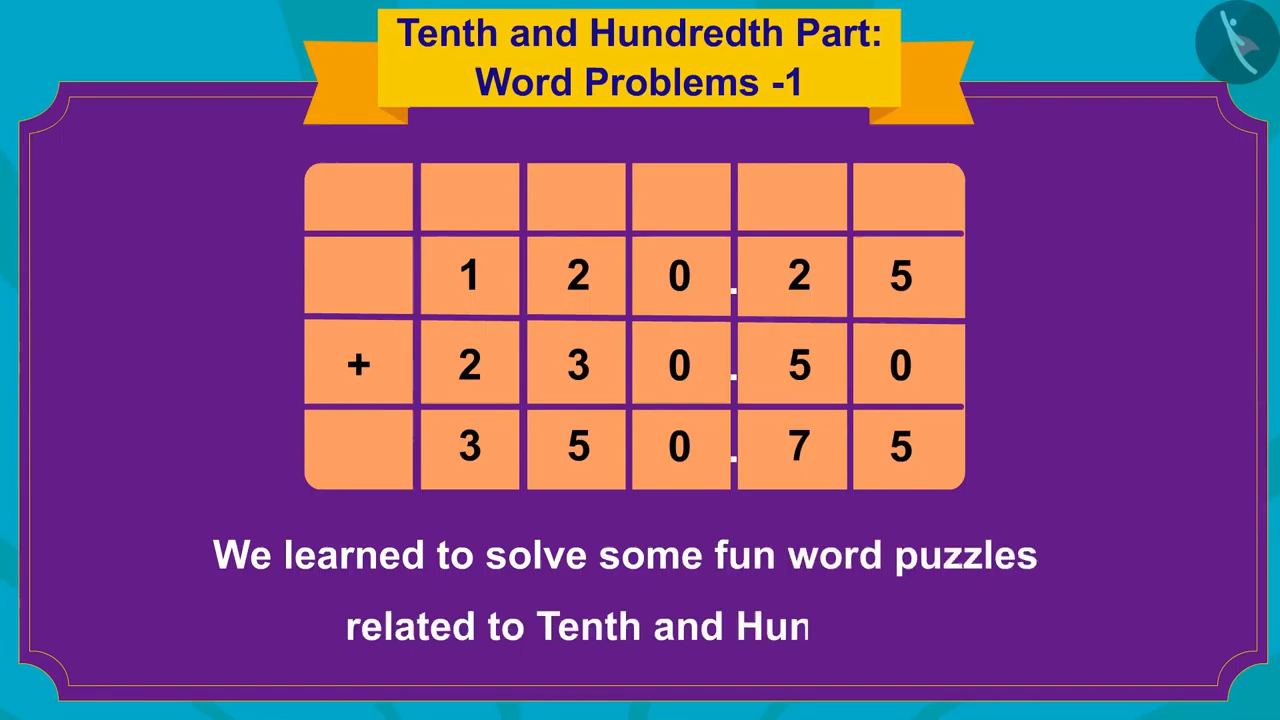 Tenth and Hundredth Part:
Word Problems -1
1 2 0 . 2 5
+ 2 3 0 . 5 0
3 5 0 . 7 5
We learned to solve some fun word puzzles
related to Tenth and Hun